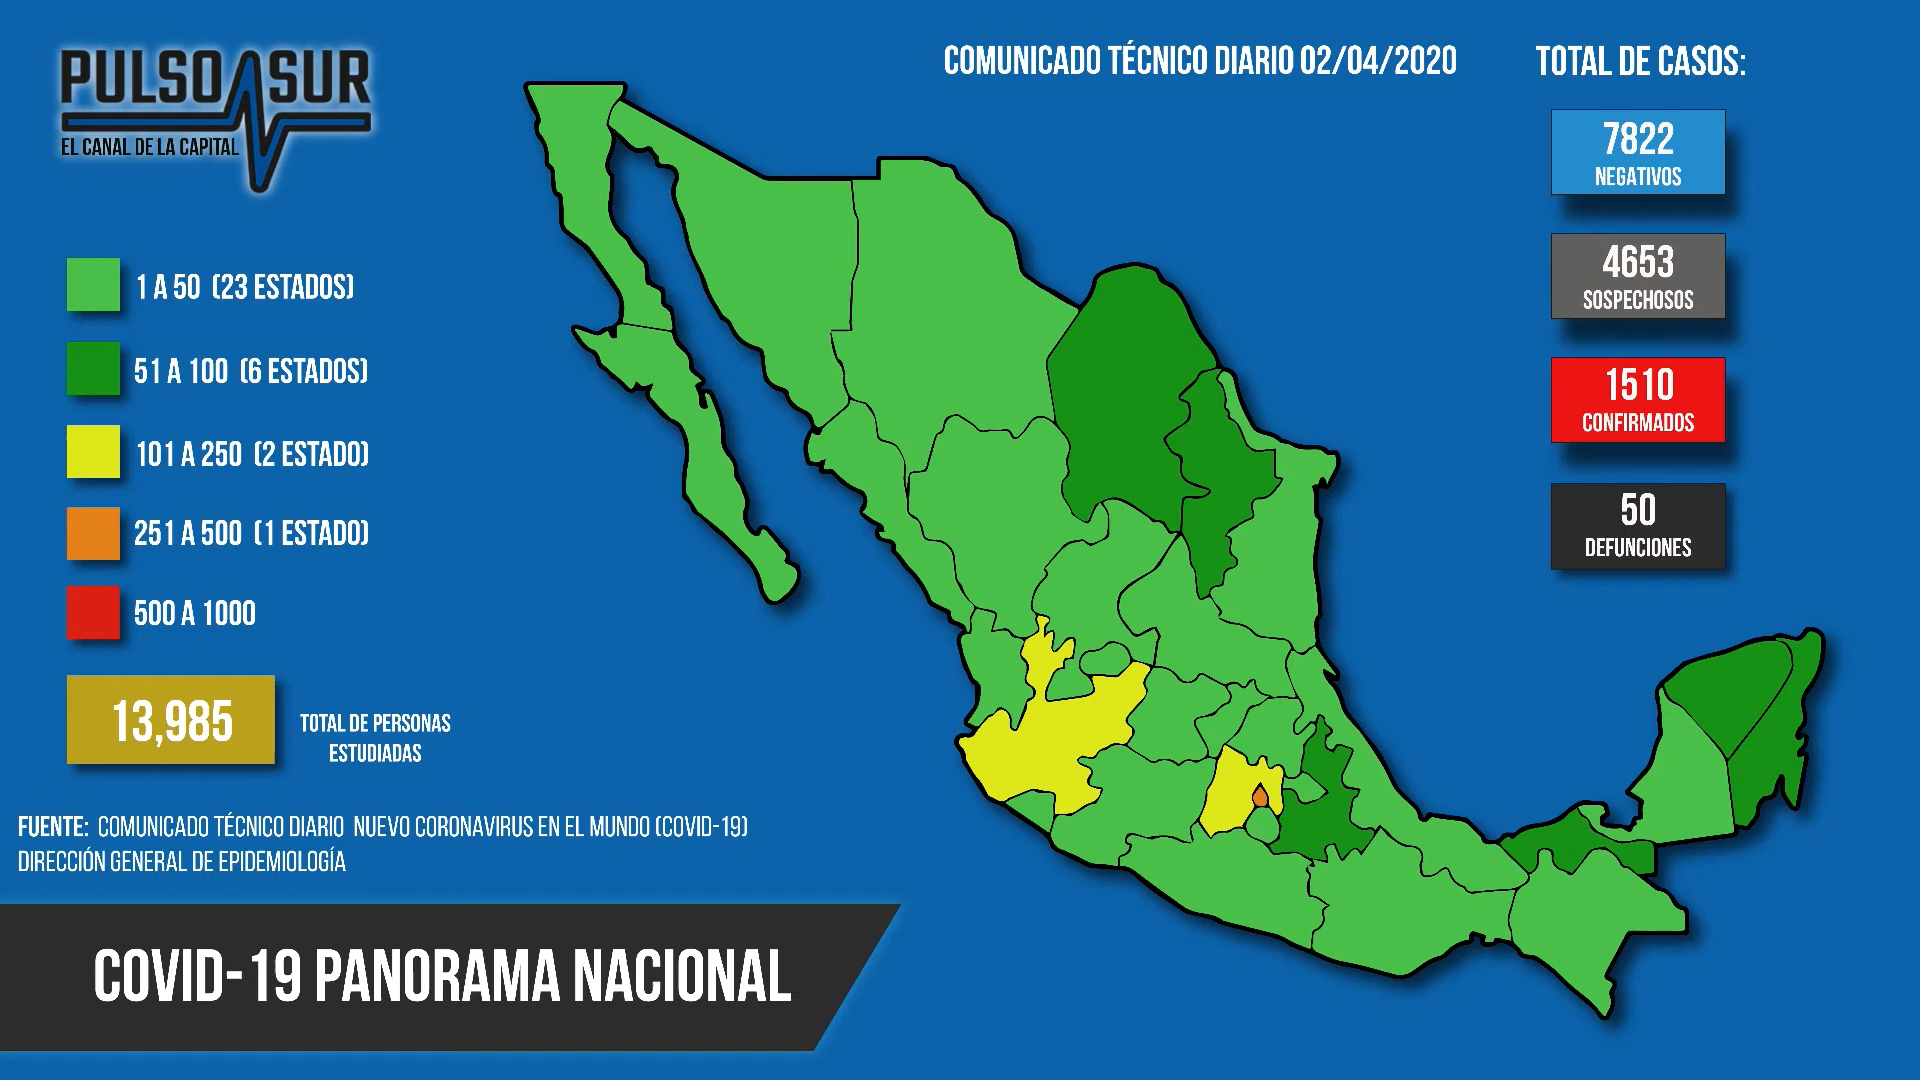 PULSO SUR
EL CANAL DE LA CAPITAL
COMUNICADO TÉCNICO DIARIO 02/04/2020
TOTAL DE CASOS:
7822
NEGATIVOS
4653
SOSPECHOSOS
1510
CONFIRMADOS
50
DEFUNCIONES
1 A 50 (23 ESTADOS)
51 A 100 (6 ESTADOS)
101 A 250 (2 ESTADO)
251 A 500 (1 ESTADO)
500 A 1000
13,985
TOTAL DE PERSONAS
ESTUDIADAS
FUENTE: COMUNICADO TÉCNICO DIARIO NUEVO CORONAVIRUS EN EL MUNDO (COVID-19)
DIRECCIÓN GENERAL DE EPIDEMIOLOGÍA
COVID-19 PANORAMA NACIONAL